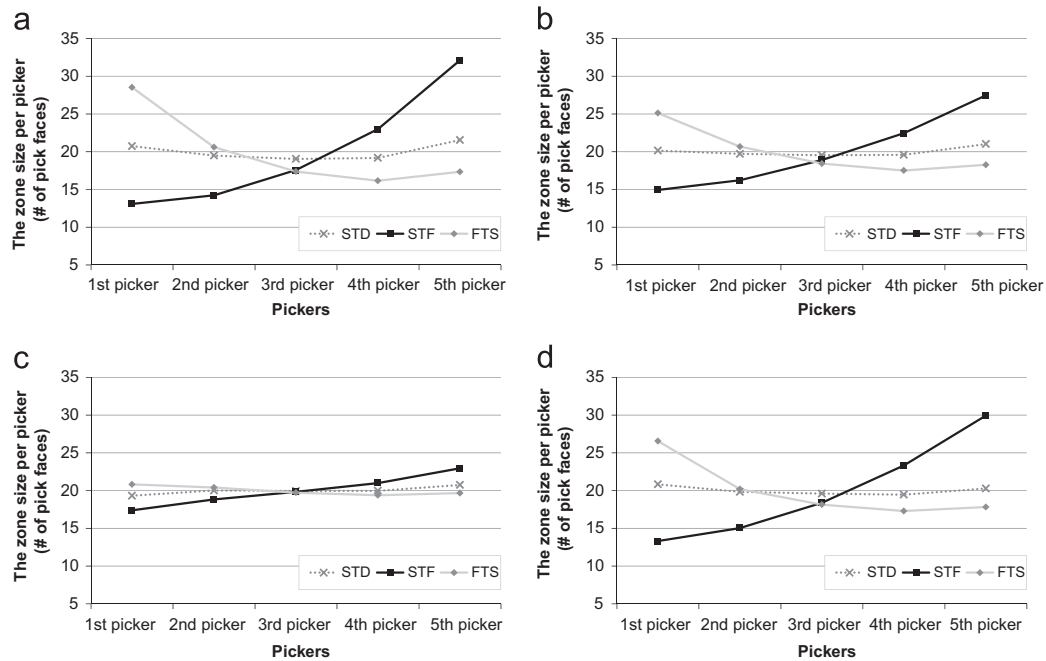 a
The zone size per picker
(# of pick faces)
35
30
25
20
15
10
5
STD STF FTS
1st picker 2nd picker 3rd picker 4th picker 5th picker
Pickers
b
The zone size per picker
(# of pick faces)
35
30
25
20
15
10
5
STD STF FTS
1st picker 2nd picker 3rd picker 4th picker 5th picker
Pickers
c
The zone size per picker
(# of pick faces)
35
30
25
20
15
10
5
STD STF FTS
1st picker 2nd picker 3rd picker 4th picker 5th picker
Pickers
d
The zone size per picker
(# of pick faces)
35
30
25
20
15
10
5
STD STF FTS
1st picker 2nd picker 3rd picker 4th picker 5th picker
Pickers